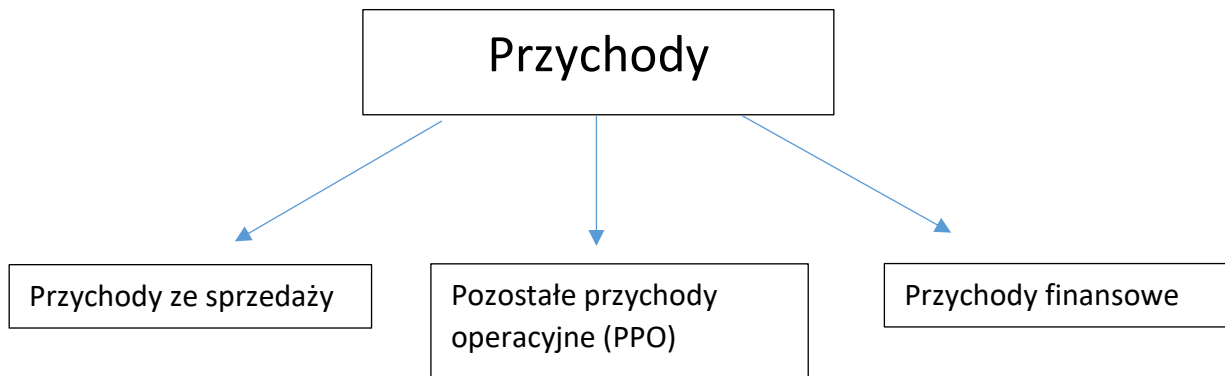 Przychody
Przychody ze sprzedaży
Pozostałe przychody
operacyjne (PPO)
Przychody finansowe